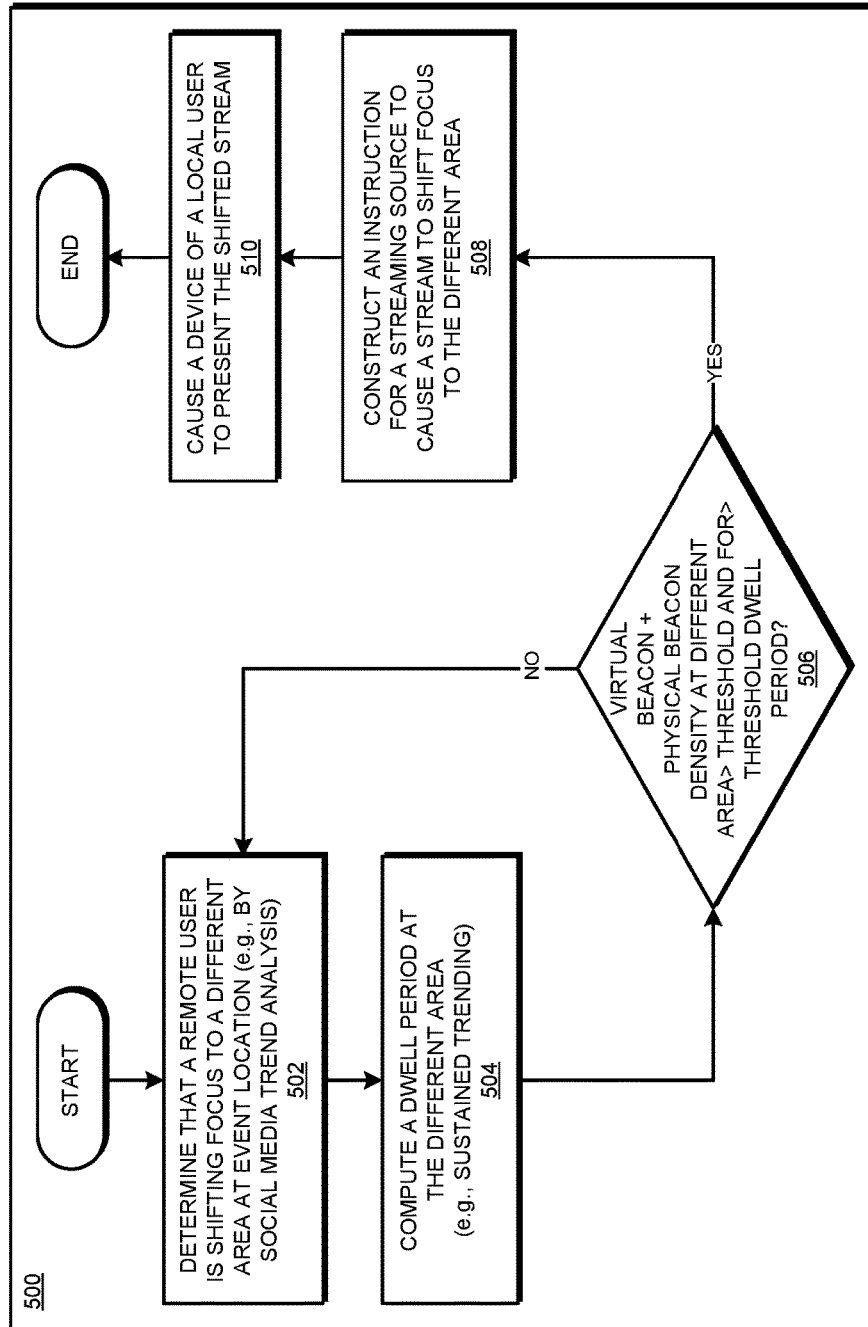 500
START
DETERMINE THAT A REMOTE USER
IS SHIFTING FOCUS TO A DIFFERENT
AREA AT EVENT LOCATION (e.g., BY
SOCIAL MEDIA TREND ANALYSIS)
502
COMPUTE A DWELL PERIOD AT
THE DIFFERENT AREA
(e.g., SUSTAINED TRENDING)
504
VIRTUAL
BEACON +
PHYSICAL BEACON
DENSITY AT DIFFERENT
AREA> THRESHOLD AND FOR>
THRESHOLD DWELL
PERIOD?
506
NO
YES
CONSTRUCT AN INSTRUCTION
FOR A STREAMING SOURCE TO
CAUSE A STREAM TO SHIFT FOCUS
TO THE DIFFERENT AREA
508
CAUSE A DEVICE OF A LOCAL USER
TO PRESENT THE SHIFTED STREAM
510
END